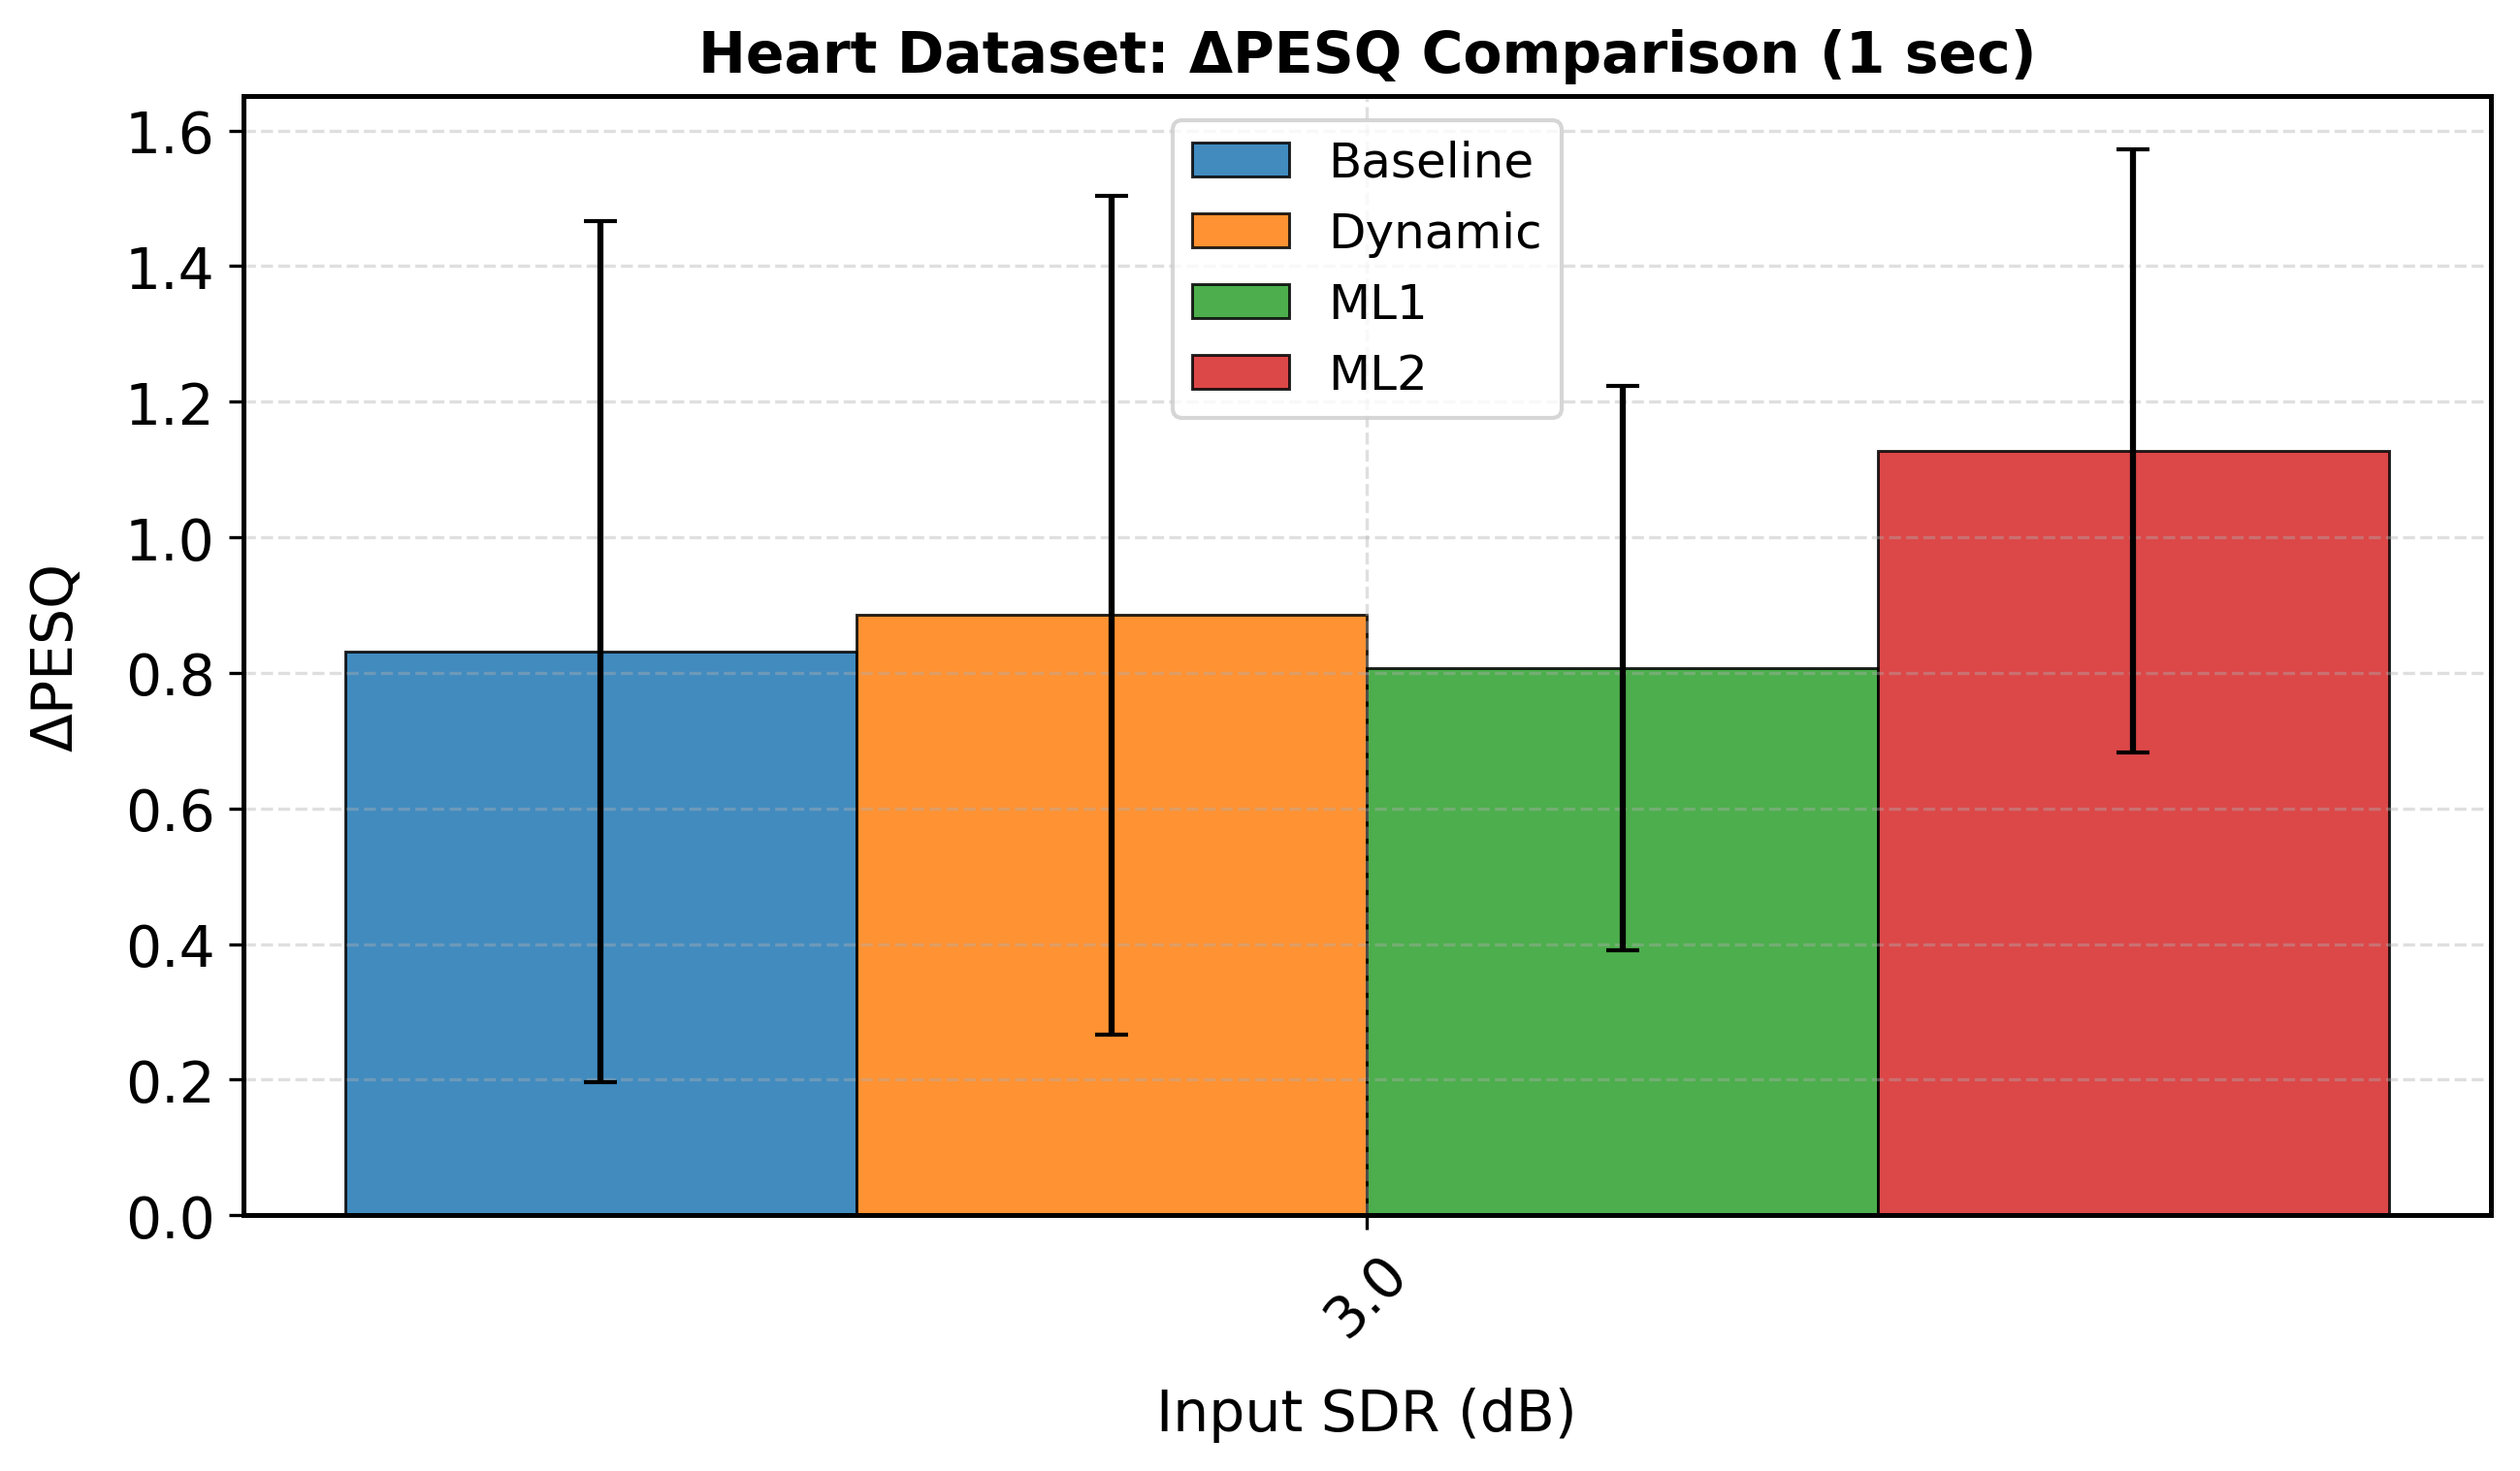 Heart Dataset: ΔPESQ Comparison (1 sec)
ΔPESQ
1.6
1.4
1.2
1.0
0.8
0.6
0.4
0.2
0.0
Baseline
Dynamic
ML1
ML2
3.0
Input SDR (dB)